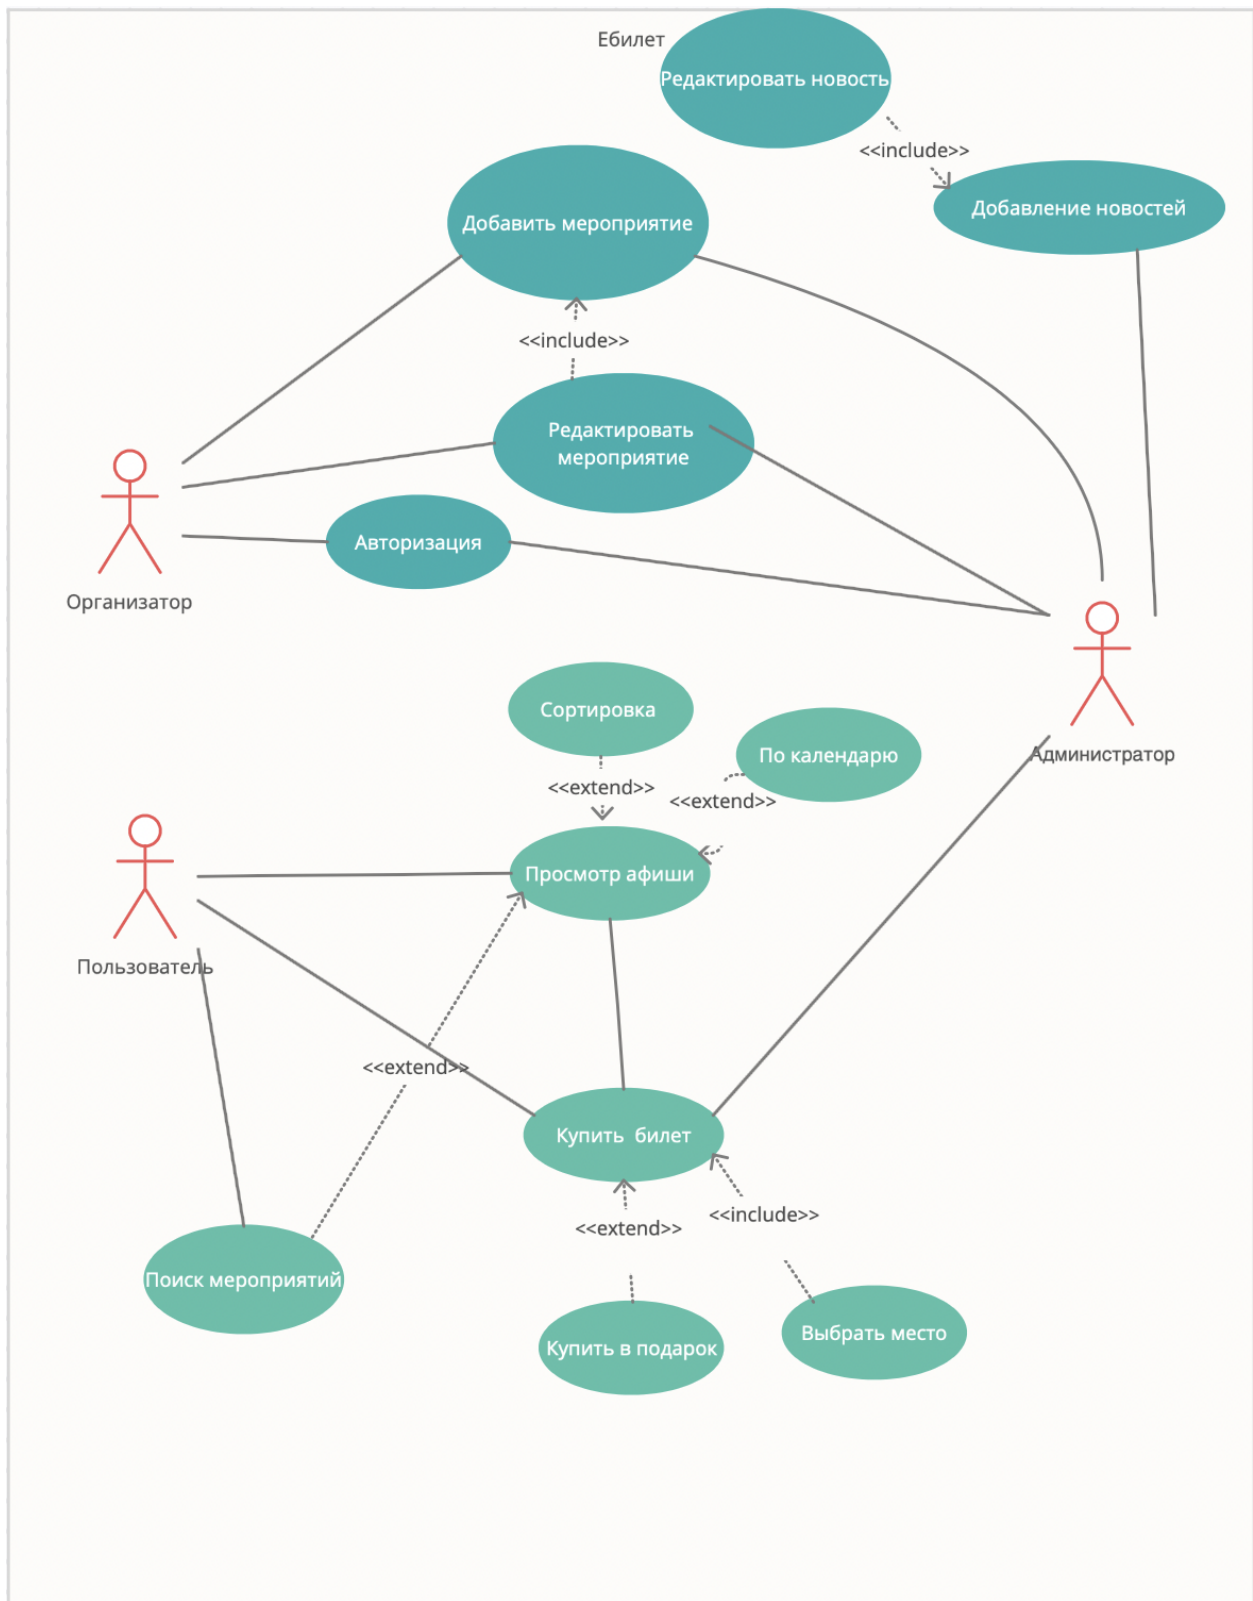 Ебилет
Редактировать новость
<<include>>
Добавление новостей
Добавить мероприятие
<<include>>
Редактировать
мероприятие
Авторизация
Организатор
Администратор
Сортировка
По календарю
<<extend>>
<<extend>>
Просмотр афиши
Пользователь
<<extend>>
Купить  билет
<<include>>
<<extend>>
Поиск мероприятий
Выбрать место
Купить в подарок